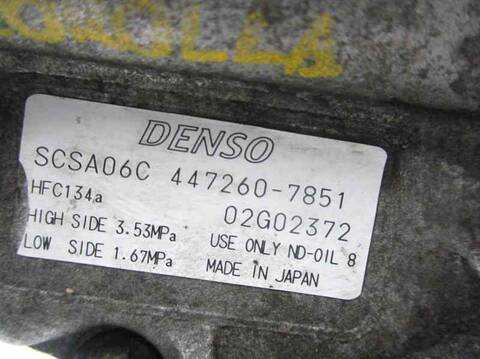 COROLLA
DENSO
SCSA06C 447260-7851
HFC134a 02G02372
HIGH SIDE 3.53MPa USE ONLY ND-OIL 8
LOW SIDE 1.67MPa MADE IN JAPAN